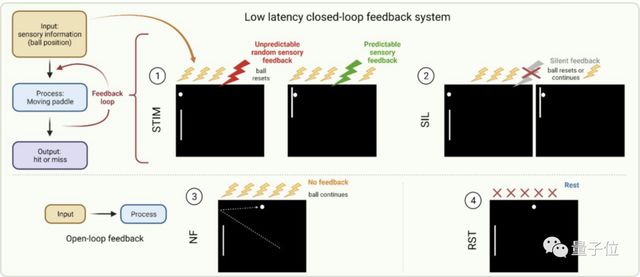 Low latency closed-loop feedback system
Input:
sensory information
(ball position)
Process:
Moving paddle
Output:
hit or miss
Feedback
loop
1
STIM
Unpredictable
random sensory
feedback
ball
resets
Predictable
sensory
feedback
2
SIL
Silent feedback
ball resets or
continues
Input
Process
Open-loop feedback
3
NF
No feedback
ball continues
4
RST
Rest
量子位